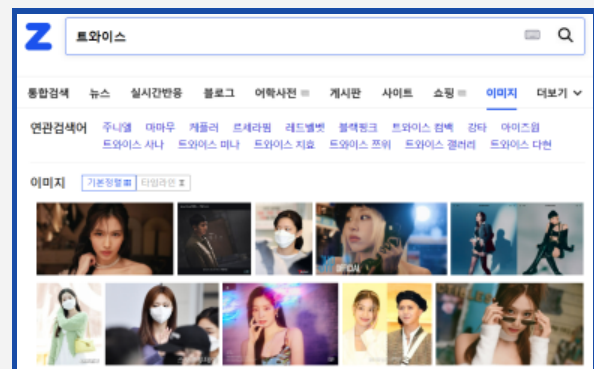 Z
트와이스
통합검색 뉴스 실시간반응 블로그 어학사전 게시판 사이트 쇼핑 이미지 더보기
연관검색어 주니엘 마마무 케플러 르세라핌 레드벨벳 블랙핑크 트와이스 컴백 강타 아이즈원
트와이스 사나 트와이스 미나 트와이스 지효 트와이스 쯔위 트와이스 갤러리 트와이스 다현
이미지 기본정렬 타임라인
OFFICIAL